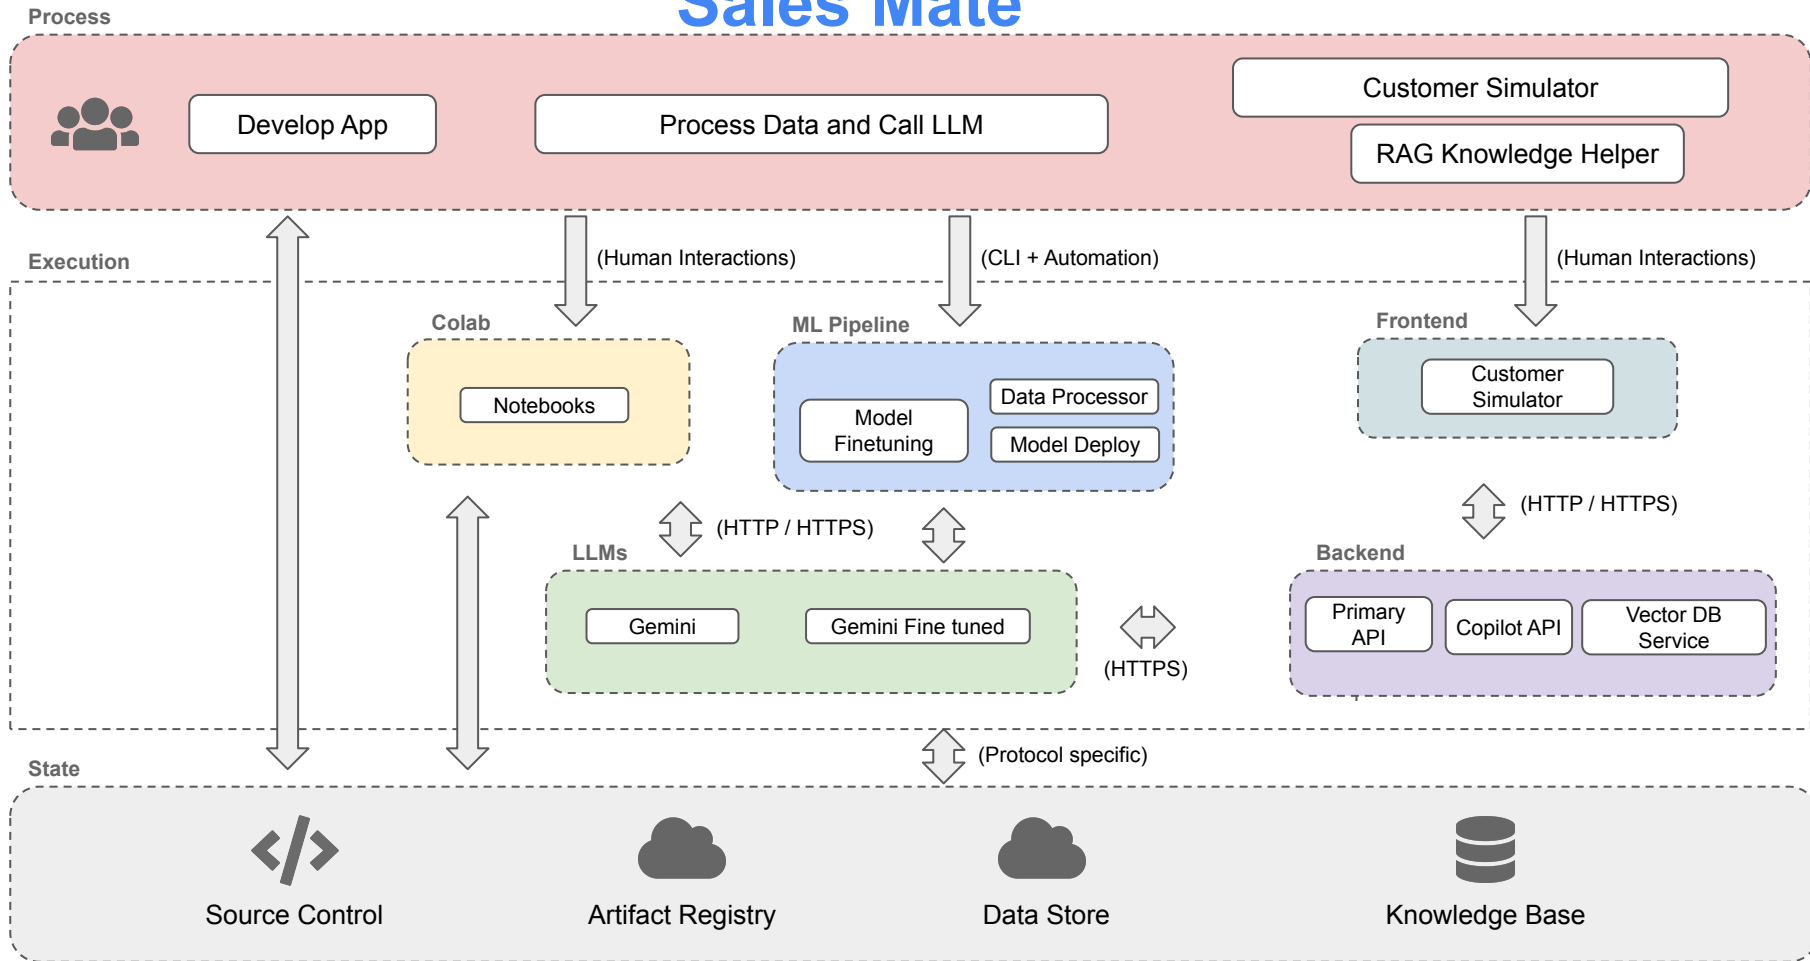 Sales Mate
Process
Develop App
Process Data and Call LLM
Customer Simulator
RAG Knowledge Helper
(Human Interactions)
(CLI + Automation)
(Human Interactions)
Execution
Colab
ML Pipeline
Frontend
Notebooks
Model
Finetuning
Data Processor
Model Deploy
Customer
Simulator
(HTTP / HTTPS)
(HTTP / HTTPS)
LLMs
Backend
Gemini
Gemini Fine tuned
(HTTPS)
Primary
API
Copilot API
Vector DB
Service
(Protocol specific)
State
Source Control
Artifact Registry
Data Store
Knowledge Base